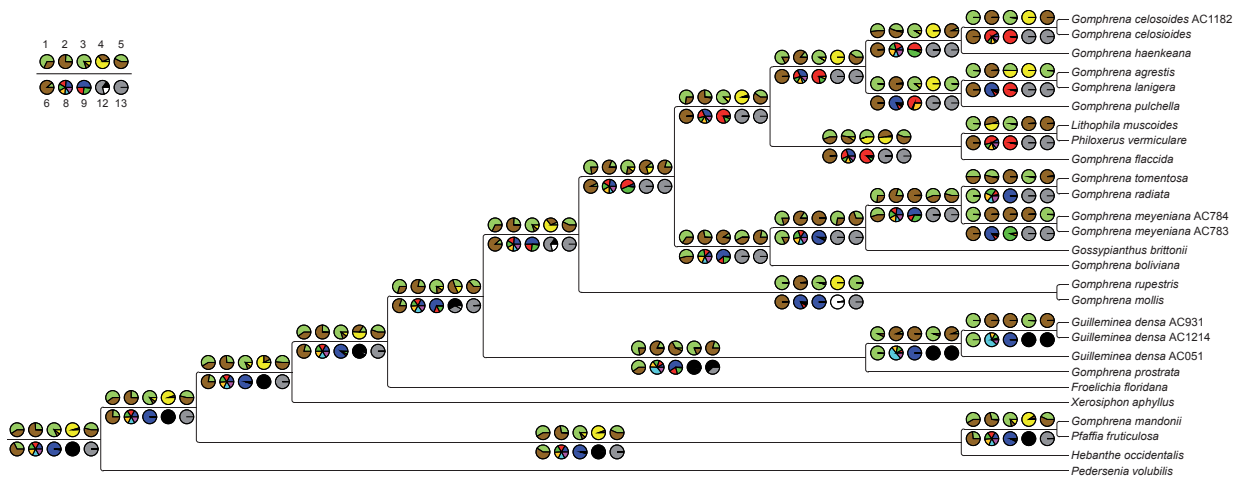 1 2 3 4 5
6 8 9 12 13
Gomphrena celosoides AC1182
Gomphrena celosioides
Gomphrena haenkeana
Gomphrena agrestis
Gomphrena lanigera
Gomphrena pulchella
Lithophila muscoides
Philoxerus vermiculare
Gomphrena flaccida
Gomphrena tomentosa
Gomphrena radiata
Gomphrena meyeniana AC784
Gomphrena meyeniana AC783
Gossypianthus brittonii
Gomphrena boliviana
Gomphrena rupestris
Gomphrena mollis
Guilleminea densa AC931
Guilleminea densa AC1214
Guilleminea densa AC051
Gomphrena prostrata
Froelichia floridana
Xerosiphon aphyllus
Gomphrena mandonii
Pfaffia fruticulosa
Hebanthe occidentalis
Pedersenia volubilis